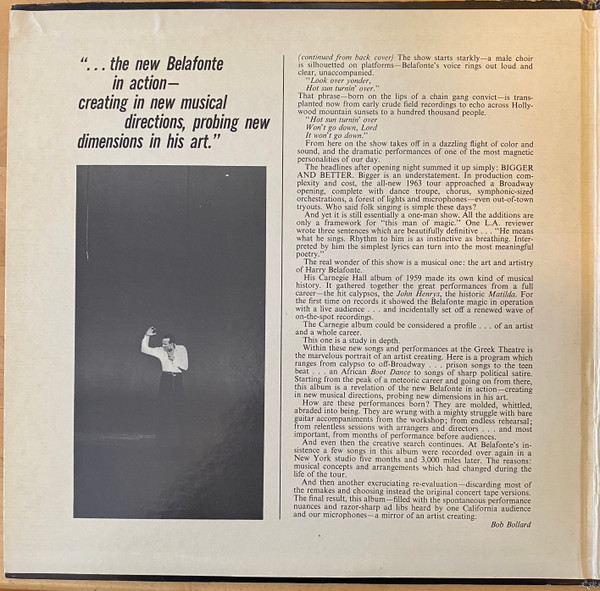 “. . . the new Belafonte
in action—
creating in new musical
directions, probing new
dimensions in his art.”
(continued from back cover) The show starts starkly—a male choir
is silhouetted on platforms—Belafonte's voice rings out loud and
clear, unaccompanied.
“Look over yonder,
Hot sun turnin' over.”
That phrase—born on the lips of a chain gang convict—is trans-
planted now from early crude field recordings to echo across Holly-
wood mountain sunsets to a hundred thousand people.
“Hot sun turnin' over
Won't go down, Lord
It won't go down.”
From here on the show takes off in a dazzling flight of color and
sound, and the dramatic performances of one of the most magnetic
personalities of our day.
The headlines after opening night summed it up simply: BIGGER
AND BETTER. Bigger is an understatement. In production com-
plexity and cost, the all-new 1963 tour approached a Broadway
opening, complete with dance troupe, chorus, symphonic-sized
orchestrations, a forest of lights and microphones—even out-of-town
tryouts. Who said folk singing is simple these days?
And yet it is still essentially a one-man show. All the additions are
only a framework for “this man of magic.” One L.A. reviewer
wrote three sentences which are beautifully definitive . . . “He means
what he sings. Rhythm to him is as instinctive as breathing. Inter-
preted by him the simplest lyrics can turn into the most meaningful
poetry.”
The real wonder of this show is a musical one: the art and artistry
of Harry Belafonte.
His Carnegie Hall album of 1959 made its own kind of musical
history. It gathered together the great performances from a full
career—the hit calypsos, the John Henrys, the historic Matilda. For
the first time on records it showed the Belafonte magic in operation
with a live audience . . . and incidentally set off a renewed wave of
on-the-spot recordings.
The Carnegie album could be considered a profile . . . of an artist
and a whole career.
This one is a study in depth.
Within these new songs and performances at the Greek Theatre is
the marvelous portrait of an artist creating. Here is a program which
ranges from calypso to off-Broadway . . . prison songs to the teen
beat . . . an African Boot Dance to songs of sharp political satire.
Starting from the peak of a meteoric career and going on from there,
this album is a revelation of the new Belafonte in action—creating
in new musical directions, probing new dimensions in his art.
How are these performances born? They are molded, whittled,
abraded into being. They are wrung with a mighty struggle with bare
guitar accompaniments from the workshop; from endless rehearsal;
from relentless sessions with arrangers and directors . . . and most
important, from months of performance before audiences.
And even then the creative search continues. At Belafonte's in-
sistence a few songs in this album were recorded over again in a
New York studio five months and 3,000 miles later. The reasons:
musical concepts and arrangements which had changed during the
life of the tour.
And then another excruciating re-evaluation—discarding most of
the remakes and choosing instead the original concert tape versions.
The final result, this album—filled with the spontaneous performance
nuances and razor-sharp ad libs heard by one California audience
and our microphones—a mirror of an artist creating.
Bob Bollard